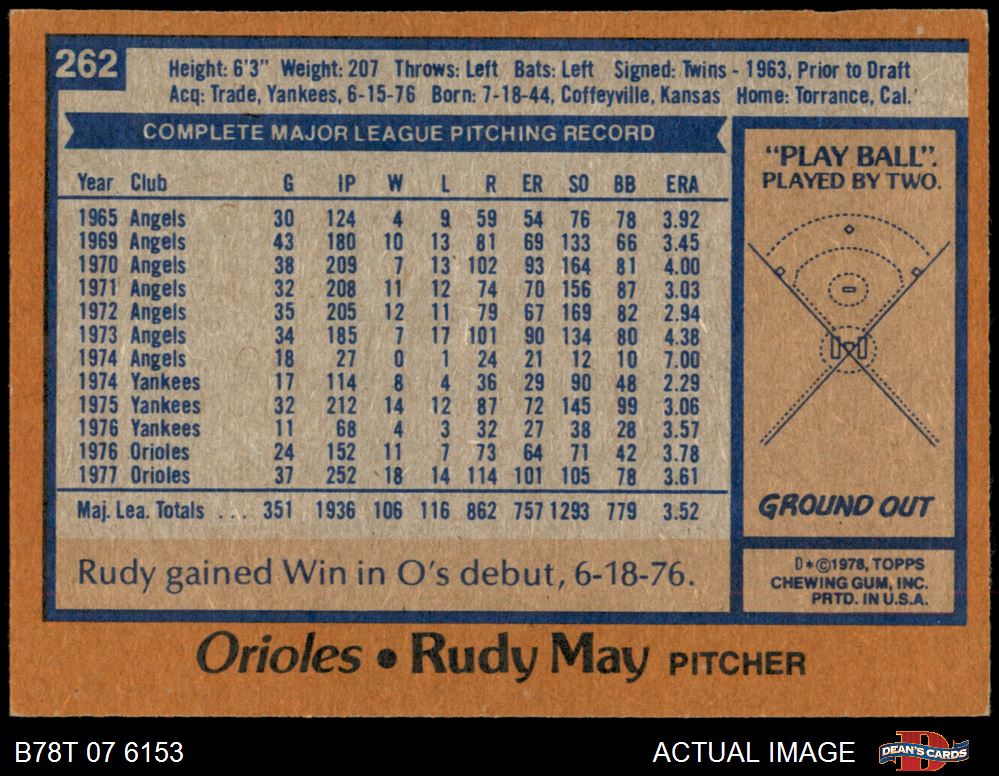 262
Height: 6'3" Weight: 207 Throws: Left Bats: Left Signed: Twins - 1963, Prior to Draft
Acq: Trade, Yankees, 6-15-76 Born: 7-18-44, Coffeyville, Kansas Home: Torrance, Cal.
COMPLETE MAJOR LEAGUE PITCHING RECORD
Year Club G IP W L R ER SO BB ERA
1965 Angels 30 124 4 9 59 54 76 78 3.92
1969 Angels 43 180 10 13 81 69 133 66 3.45
1970 Angels 38 209 7 13 102 93 164 81 4.00
1971 Angels 32 208 11 12 74 70 156 87 3.03
1972 Angels 35 205 12 11 79 67 169 82 2.94
1973 Angels 34 185 7 17 101 90 134 80 4.38
1974 Angels 18 27 0 1 24 21 12 10 7.00
1974 Yankees 17 114 8 4 36 29 90 48 2.29
1975 Yankees 32 212 14 12 87 72 145 99 3.06
1976 Yankees 11 68 4 3 32 27 38 28 3.57
1976 Orioles 24 152 11 7 73 64 71 42 3.78
1977 Orioles 37 252 18 14 114 101 105 78 3.61
Maj. Lea. Totals . . . 351 1936 106 116 862 757 1293 779 3.52
Rudy gained Win in O's debut, 6-18-76.
"PLAY BALL".
PLAYED BY TWO.
GROUND OUT
D*©1978, TOPPS
CHEWING GUM, INC.
PRTD. IN U.S.A.
Orioles • Rudy May PITCHER
B78T 07 6153
ACTUAL IMAGE
DEAN'S CARDS